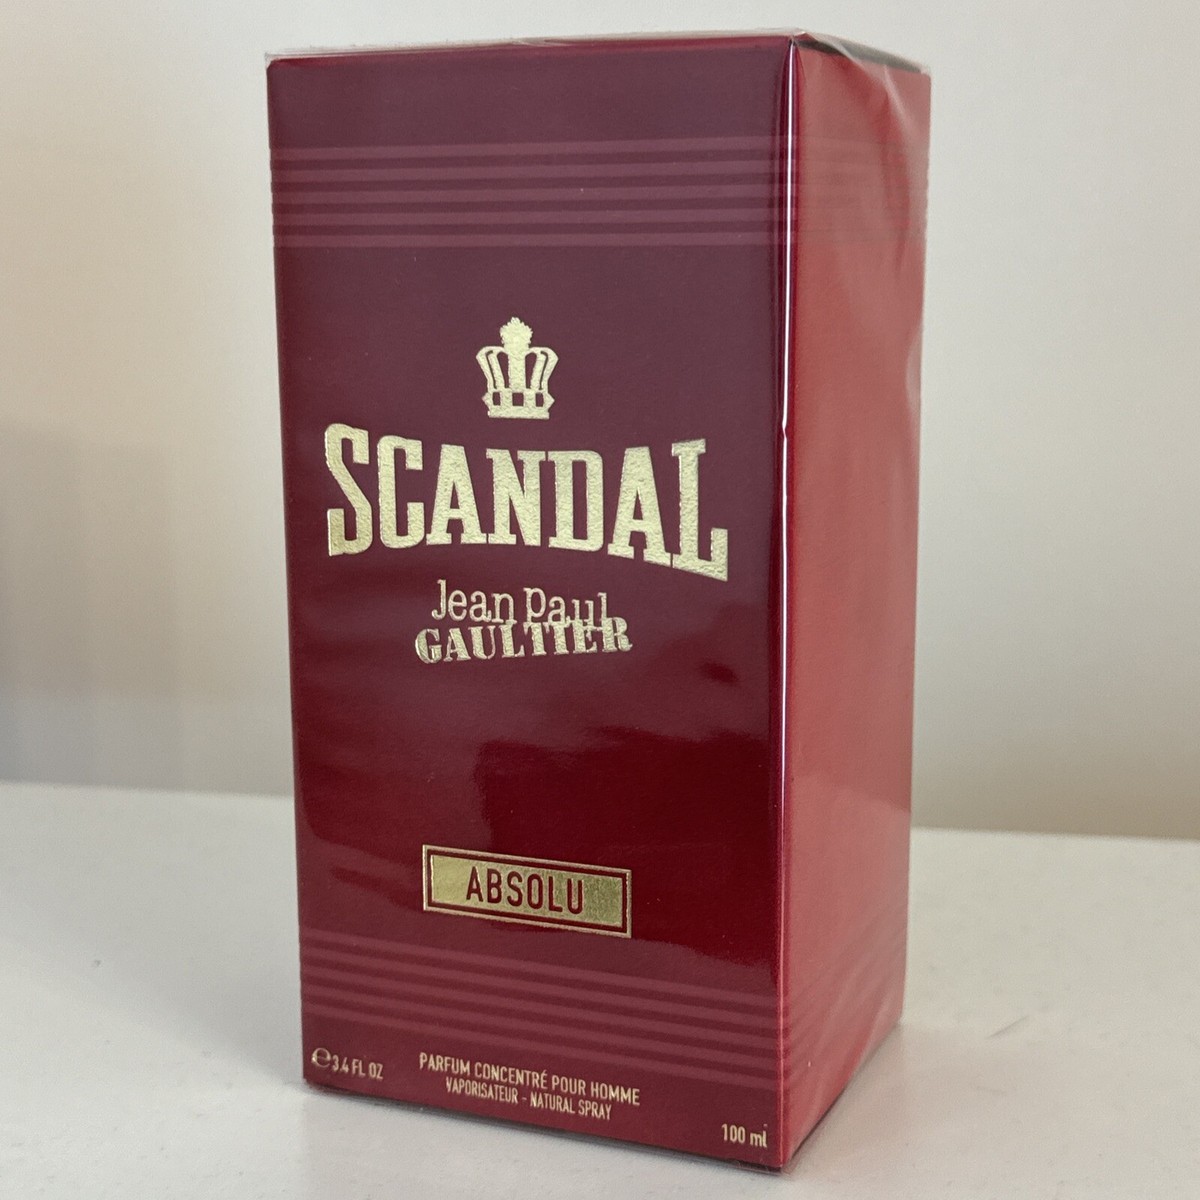 SCANDAL
Jean Paul
GAULTIER
ABSOLU
℮ 3.4 FL OZ
PARFUM CONCENTRÉ POUR HOMME
VAPORISATEUR - NATURAL SPRAY
100 ml